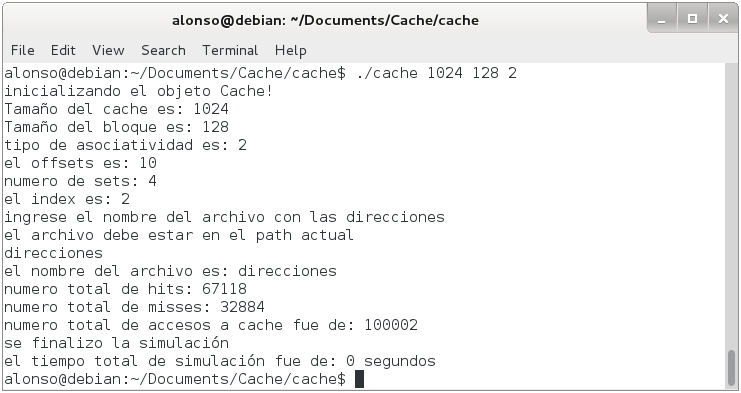 alonso@debian: ~/Documents/Cache/cache
File Edit View Search Terminal Help
alonso@debian:~/Documents/Cache/cache$ ./cache 1024 128 2
inicializando el objeto Cache!
Tamaño del cache es: 1024
Tamaño del bloque es: 128
tipo de asociatividad es: 2
el offsets es: 10
numero de sets: 4
el index es: 2
ingrese el nombre del archivo con las direcciones
el archivo debe estar en el path actual
direcciones
el nombre del archivo es: direcciones
numero total de hits: 67118
numero total de misses: 32884
numero total de accesos a cache fue de: 100002
se finalizo la simulación
el tiempo total de simulación fue de: 0 segundos
alonso@debian:~/Documents/Cache/cache$